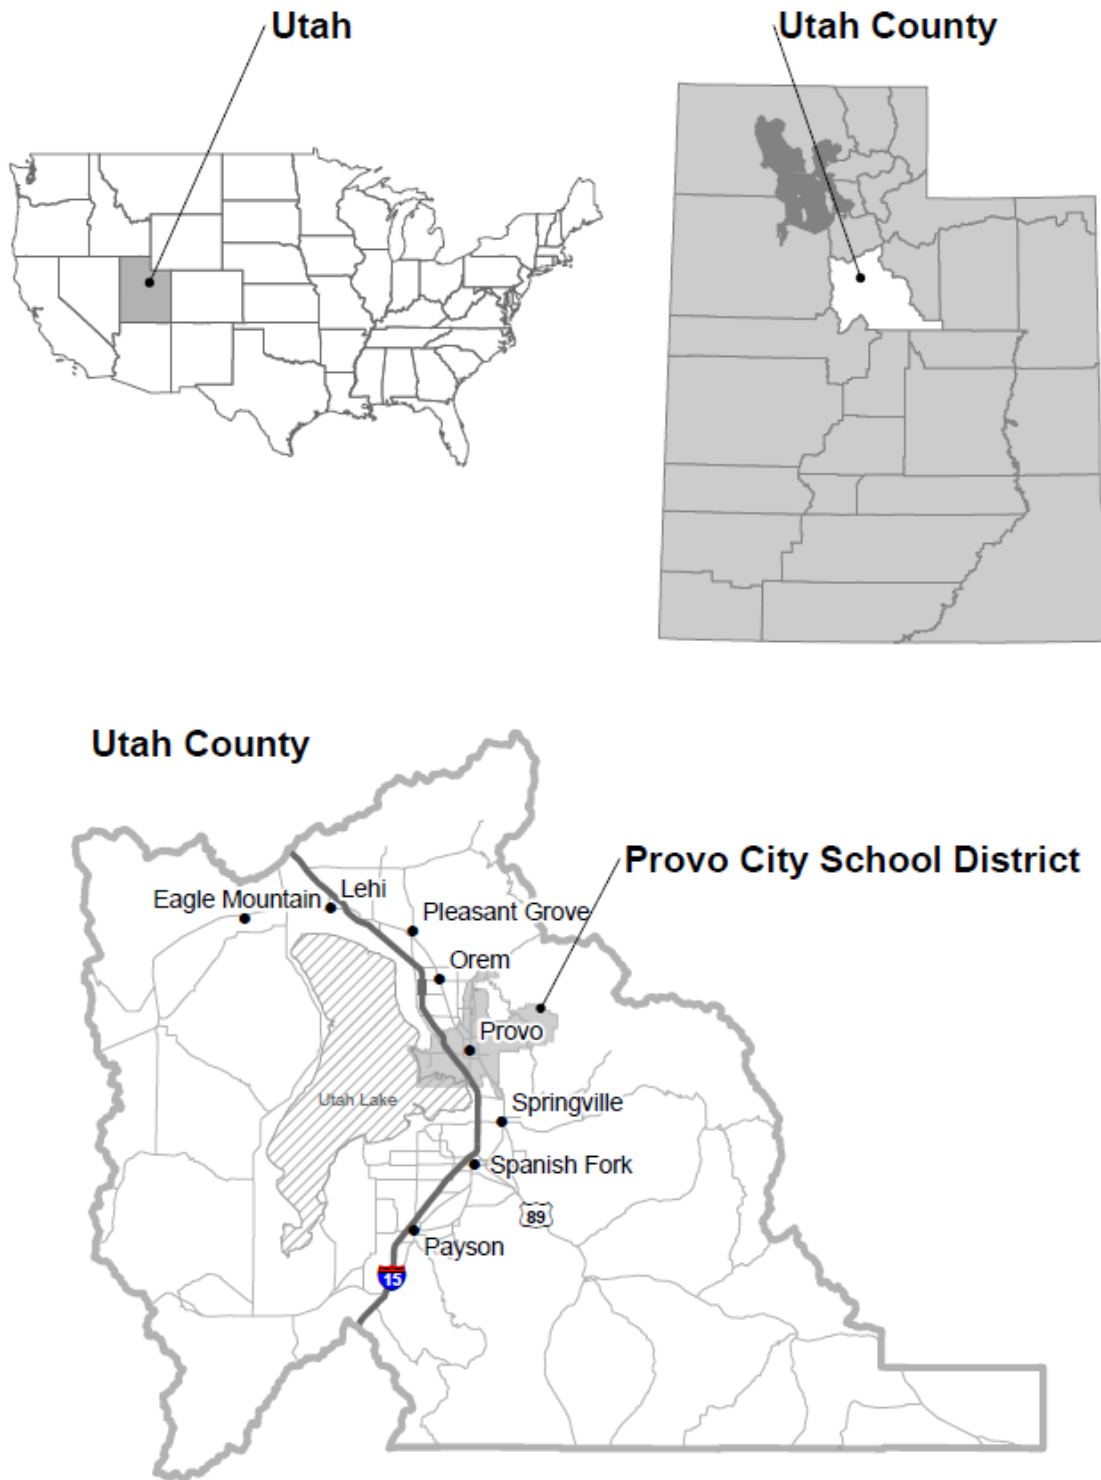 Utah
Utah County
Utah County
Provo City School District
Eagle Mountain
Lehi
Pleasant Grove
Orem
Provo
Utah Lake
Springville
Spanish Fork
89
Payson
15